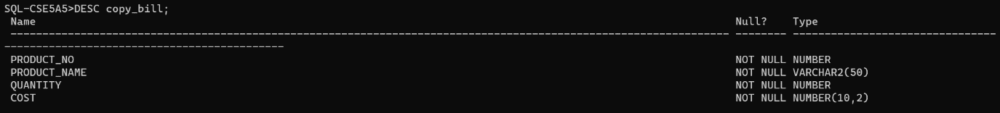 SQL-CSE5A5>DESC copy_bill;
Name Null? Type
----------------------------------------------------------------------------------------------------------------- -------- --------------------------------
--------------------------------------------
PRODUCT_NO NOT NULL NUMBER
PRODUCT_NAME NOT NULL VARCHAR2(50)
QUANTITY NOT NULL NUMBER
COST NOT NULL NUMBER(10,2)